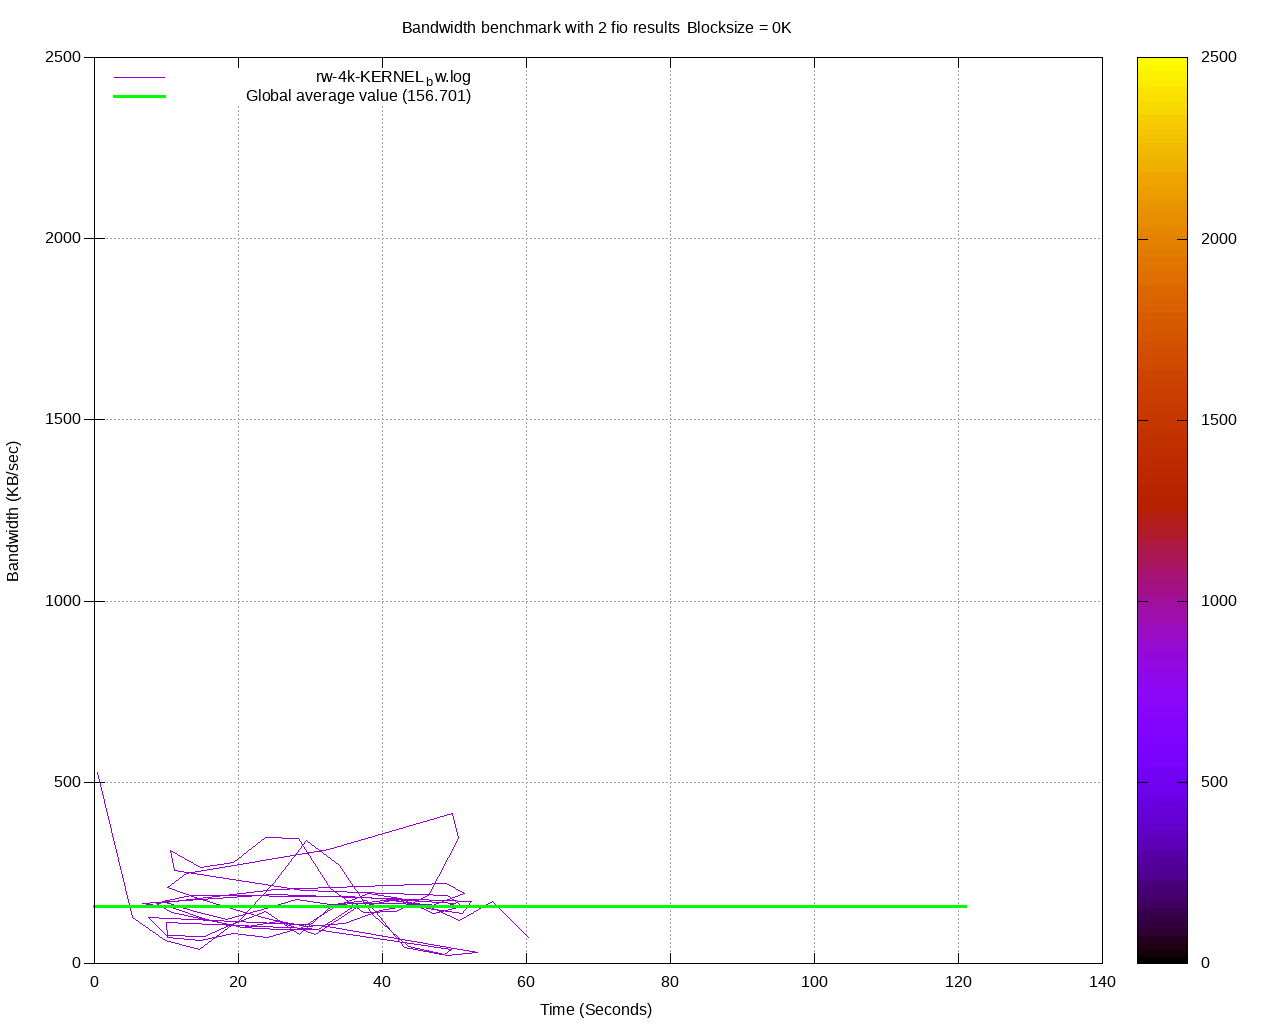 Bandwidth benchmark with 2 fio results Blocksize = 0K
rw-4k-KERNEL_bw.log
Global average value (156.701)
2500
2000
1500
1000
500
0
0 20 40 60 80 100 120 140
Time (Seconds)
Bandwidth (KB/sec)
2500
2000
1500
1000
500
0